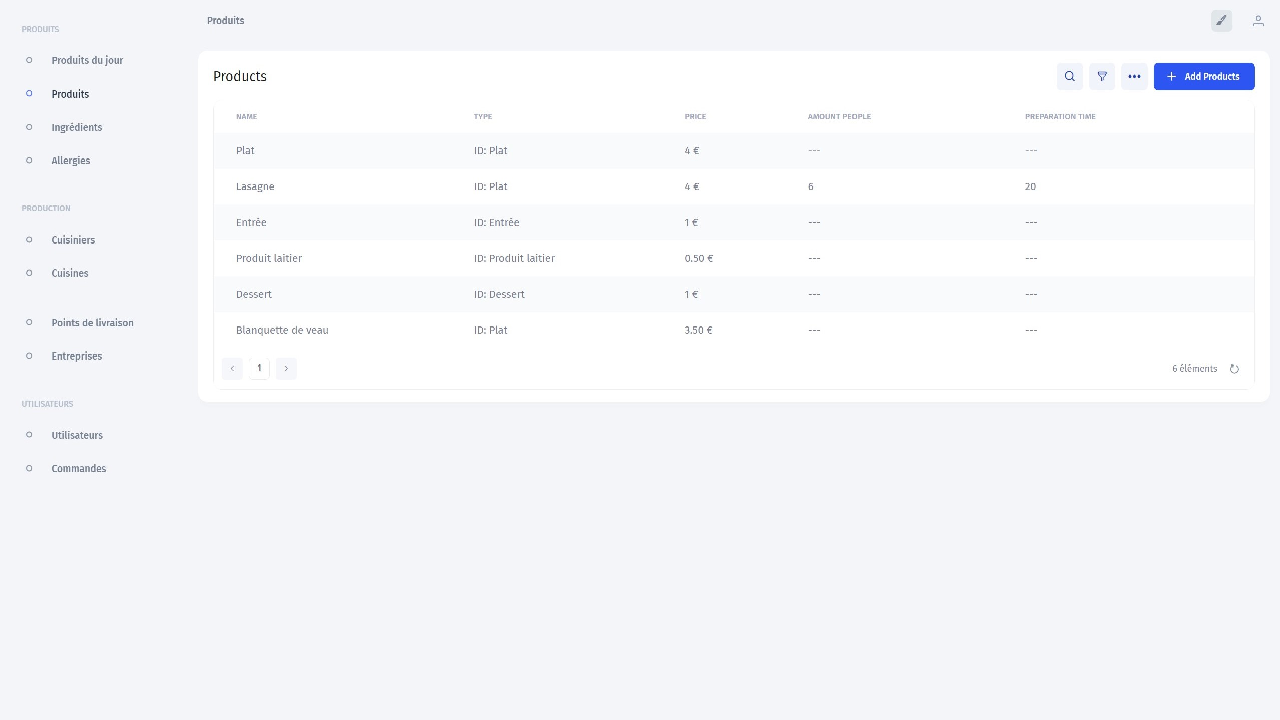 PRODUITS
Produits du jour
Produits
Ingrédients
Allergies
PRODUCTION
Cuisiniers
Cuisines
Points de livraison
Entreprises
UTILISATEURS
Utilisateurs
Commandes
Produits
Products
Add Products
NAME TYPE PRICE AMOUNT PEOPLE PREPARATION TIME
Plat ID: Plat 4 € --- ---
Lasagne ID: Plat 4 € 6 20
Entrée ID: Entrée 1 € --- ---
Produit laitier ID: Produit laitier 0.50 € --- ---
Dessert ID: Dessert 1 € --- ---
Blanquette de veau ID: Plat 3.50 € --- ---
1 6 éléments